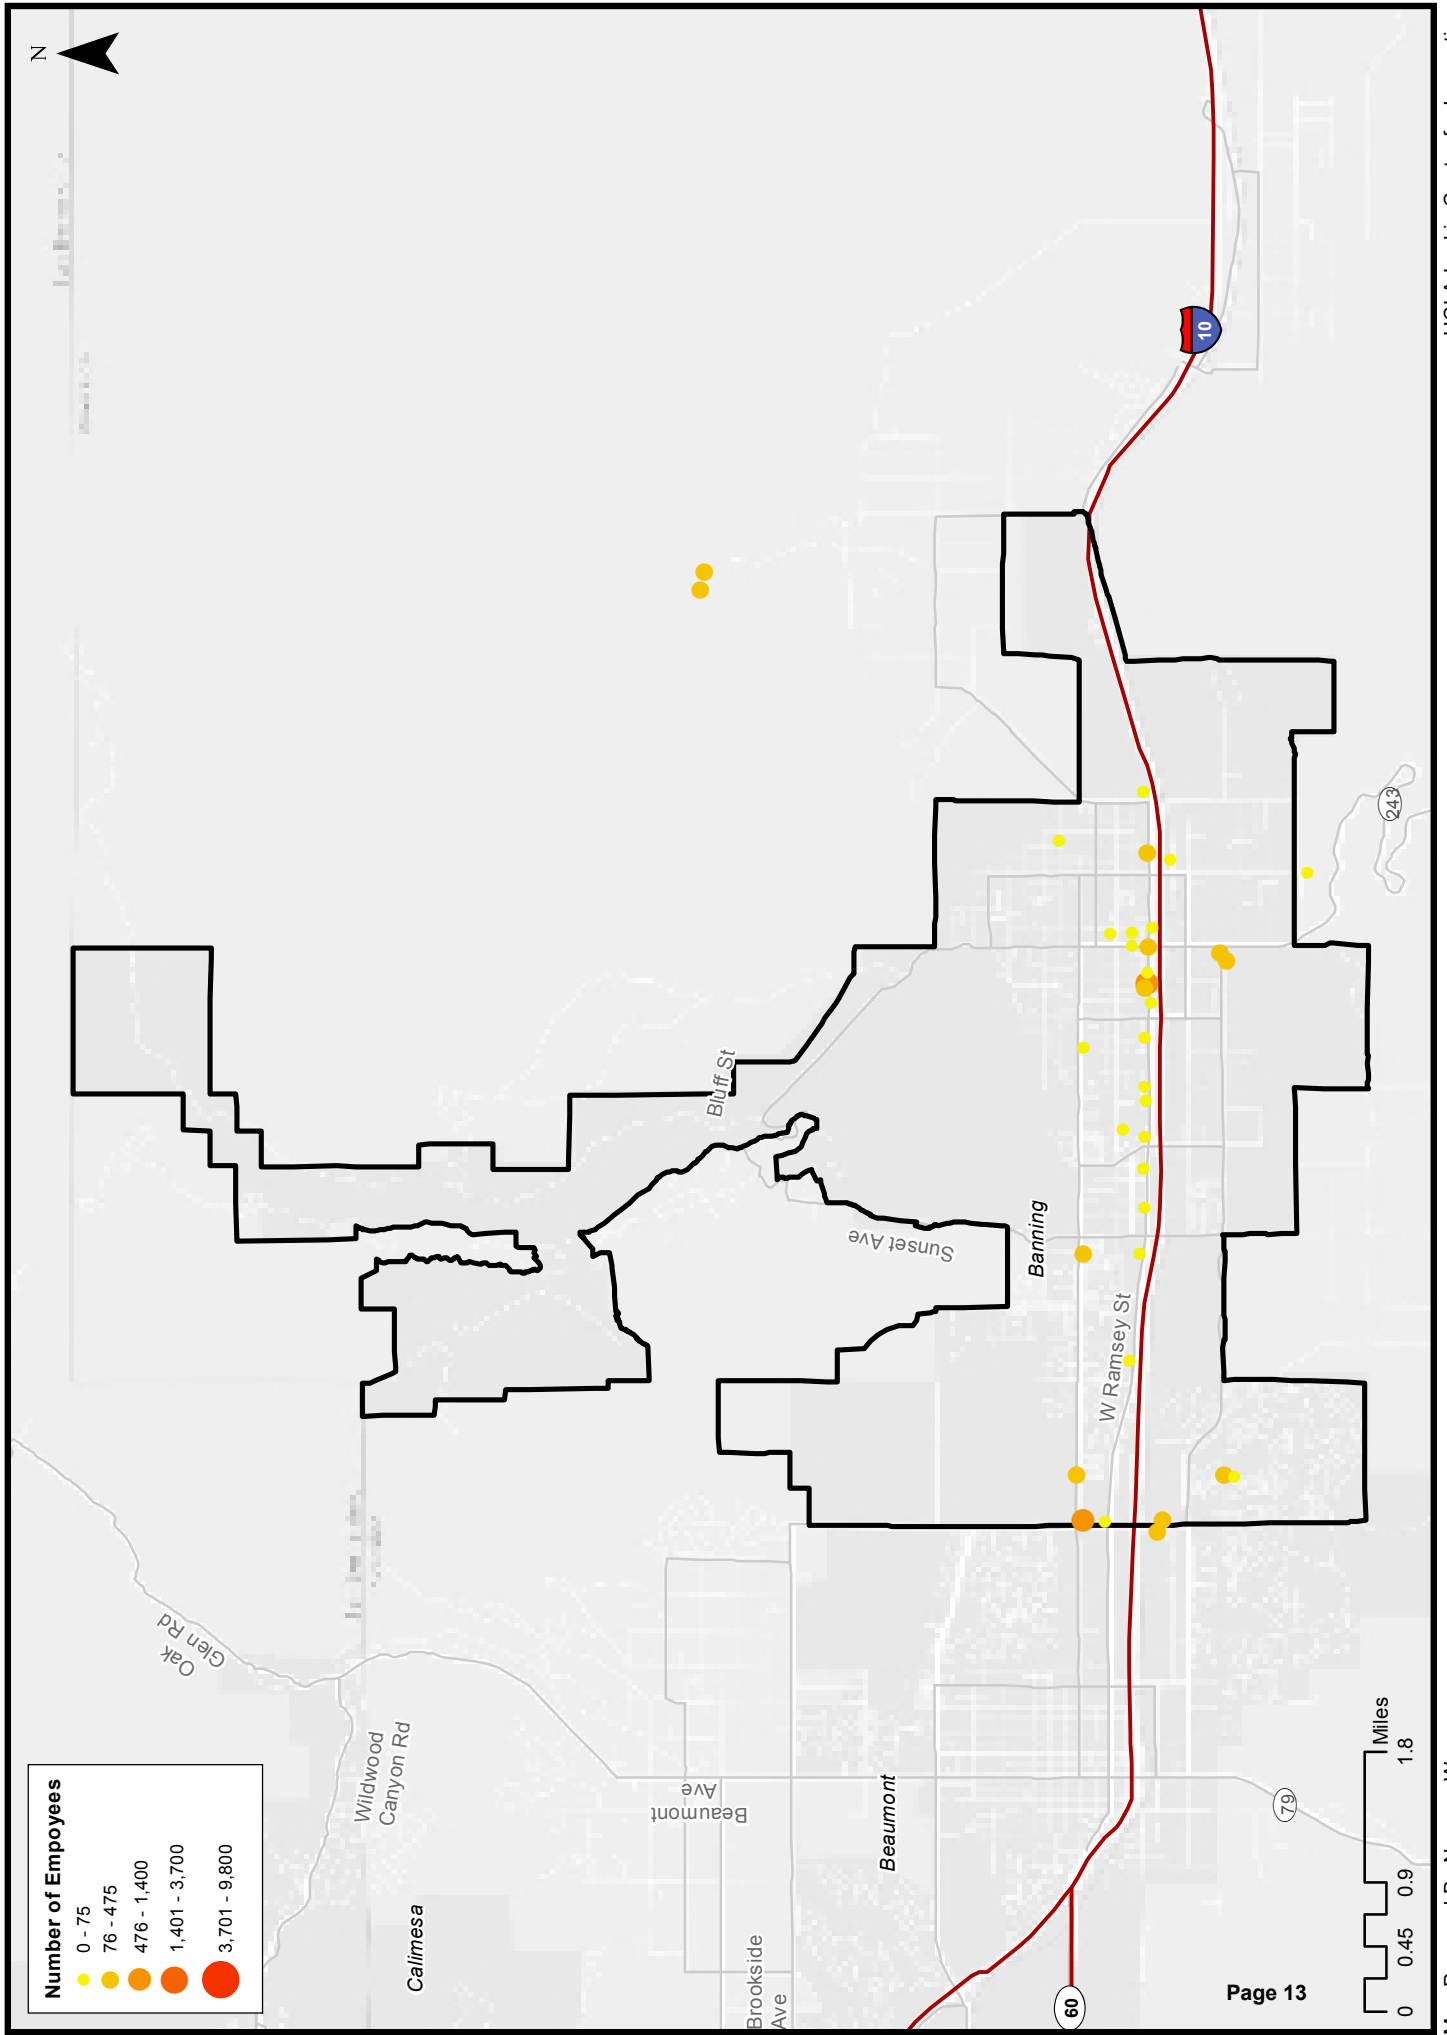 N
Number of Empoyees
0 - 75
76 - 475
476 - 1,400
1,401 - 3,700
3,701 - 9,800
Oak
Glen Rd
Wildwood
Canyon Rd
Calimesa
Bluff St
Beaumont
Ave
Brookside
Ave
Sunset Ave
Beaumont
Banning
W Ramsey St
60
10
79
243
Page 13
0
0.45
0.9
1.8
Miles